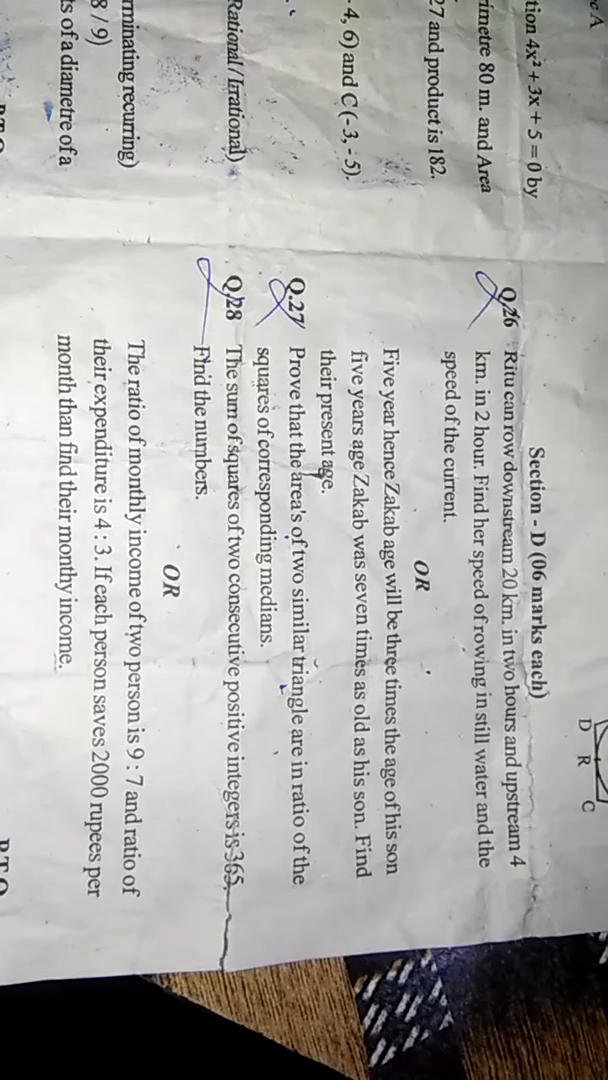 e A
tion 4x² + 3x + 5 = 0 by
rimetre 80 m. and Area
27 and product is 182.
-4, 6) and C (-3, - 5).
Rational / Irrational)
rminating recurring)
8 / 9)
ts of a diametre of a
D R C
Section - D (06 marks each)
Q.26 Ritu can row downstream 20 km. in two hours and upstream 4
km. in 2 hour. Find her speed of rowing in still water and the
speed of the current.
OR
Five year hence Zakab age will be three times the age of his son
five years age Zakab was seven times as old as his son. Find
their present age.
Q.27 Prove that the area's of two similar triangle are in ratio of the
squares of corresponding medians.
Q.28 The sum of squares of two consecutive positive integers is 365.
Find the numbers.
OR
The ratio of monthly income of two person is 9 : 7 and ratio of
their expenditure is 4 : 3. If each person saves 2000 rupees per
month than find their monthy income.
P.T.O